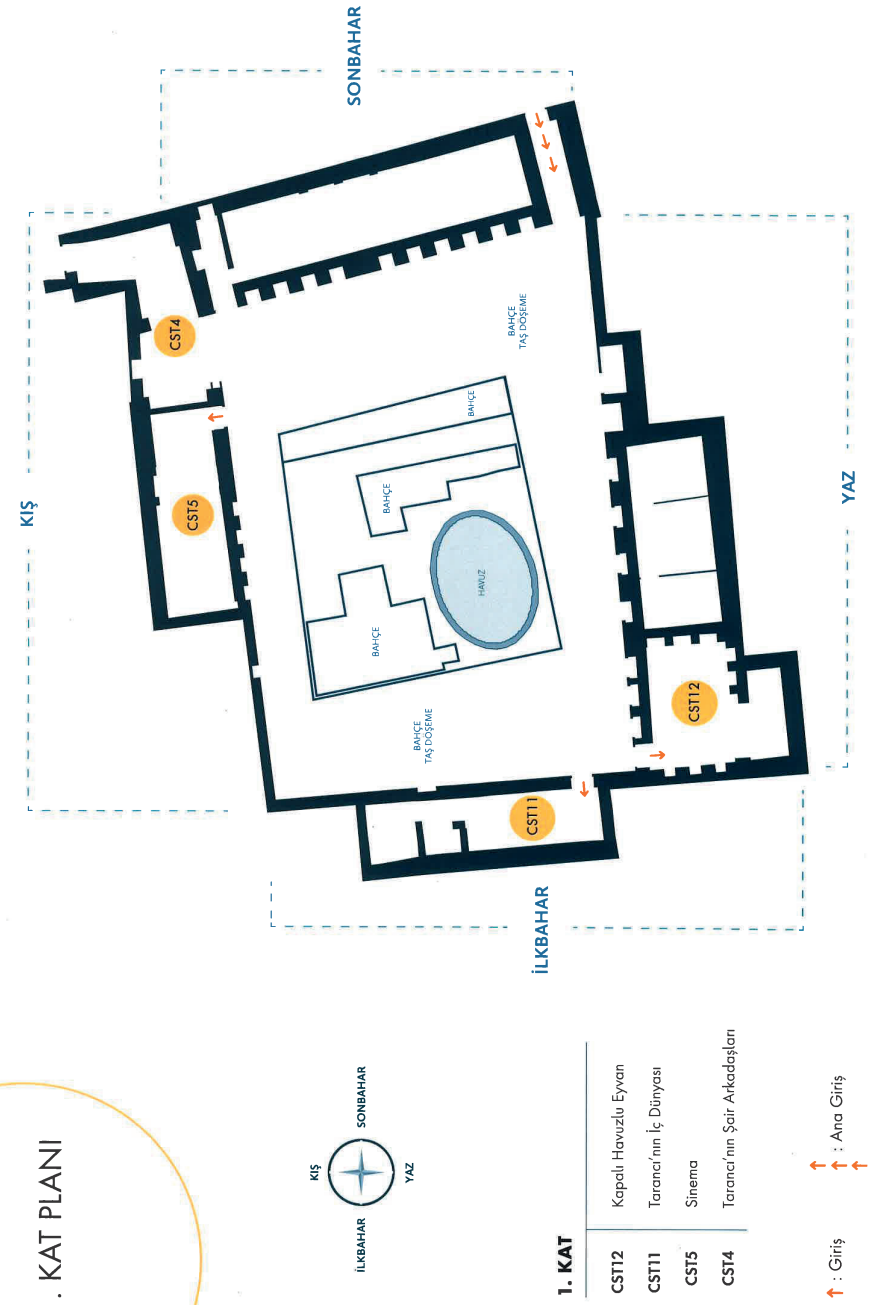 . KAT PLANI
KIŞ
İLKBAHAR
SONBAHAR
YAZ
1. KAT
CST12 Kapalı Havuzlu Eyvan
CST11 Tarancı'nın İç Dünyası
CST5 Sinema
CST4 Tarancı'nın Şair Arkadaşları
↑ : Giriş
↑↑↑ : Ana Giriş
KIŞ
SONBAHAR
İLKBAHAR
YAZ
CST4
CST5
CST11
CST12
BAHÇE
TAŞ DÖŞEME
BAHÇE
BAHÇE
BAHÇE
HAVUZ
BAHÇE
TAŞ DÖŞEME